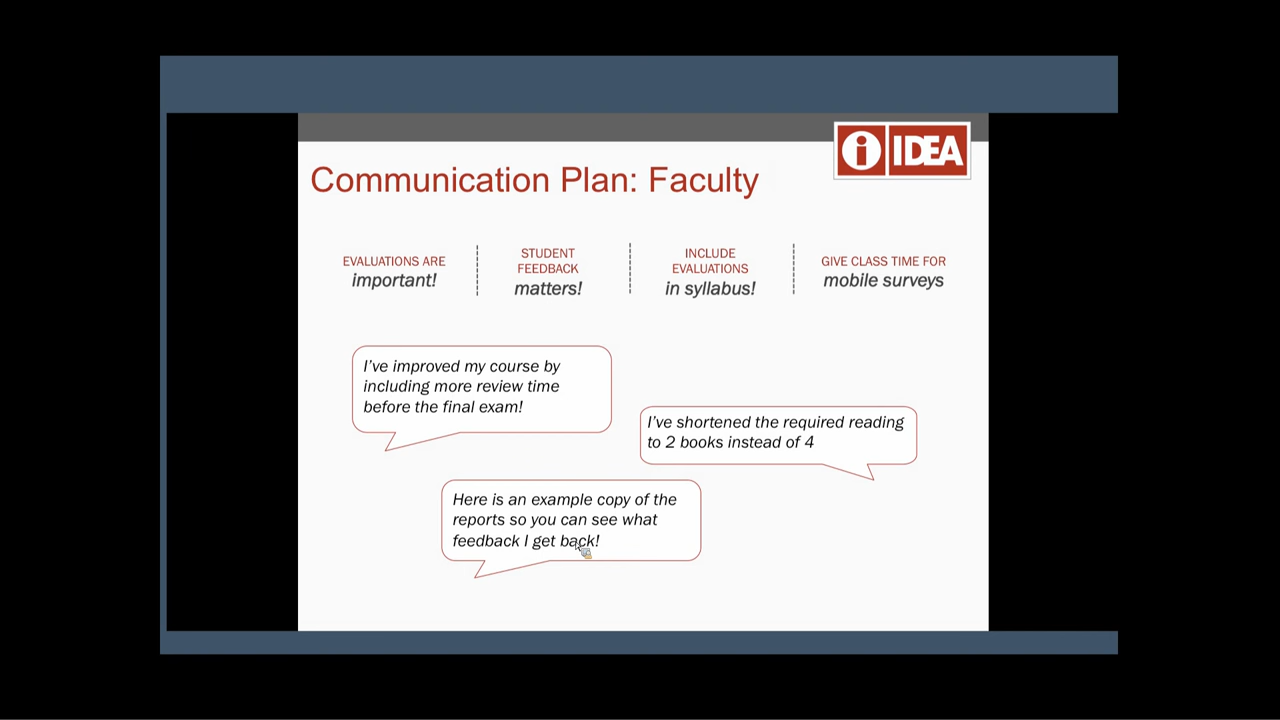 i IDEA
Communication Plan: Faculty
EVALUATIONS ARE
important!
STUDENT
FEEDBACK
matters!
INCLUDE
EVALUATIONS
in syllabus!
GIVE CLASS TIME FOR
mobile surveys
I've improved my course by
including more review time
before the final exam!
I've shortened the required reading
to 2 books instead of 4
Here is an example copy of the
reports so you can see what
feedback I get back!